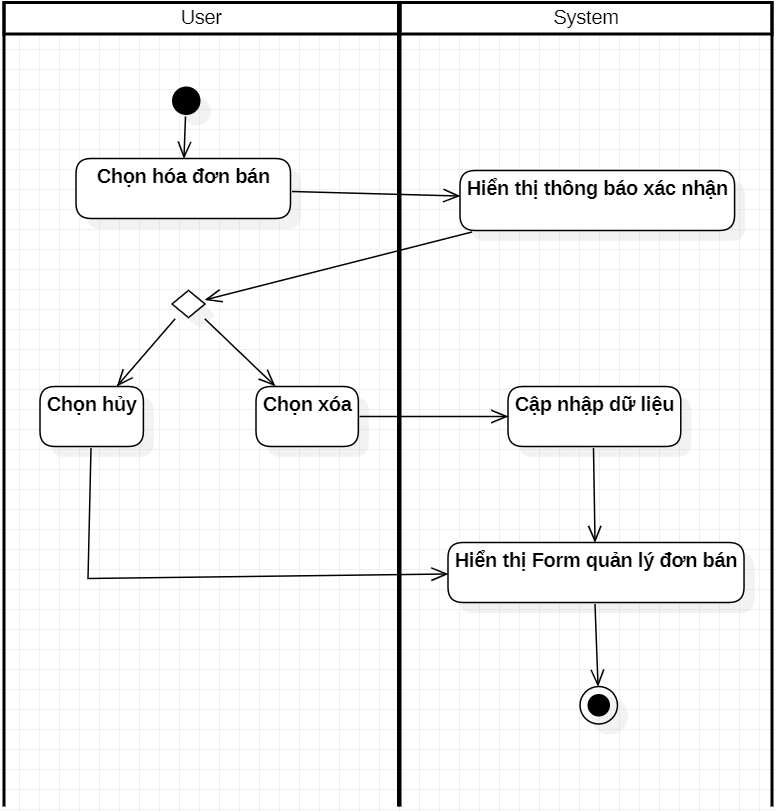 User
System
Chọn hóa đơn bán
Hiển thị thông báo xác nhận
Chọn hủy
Chọn xóa
Cập nhập dữ liệu
Hiển thị Form quản lý đơn bán